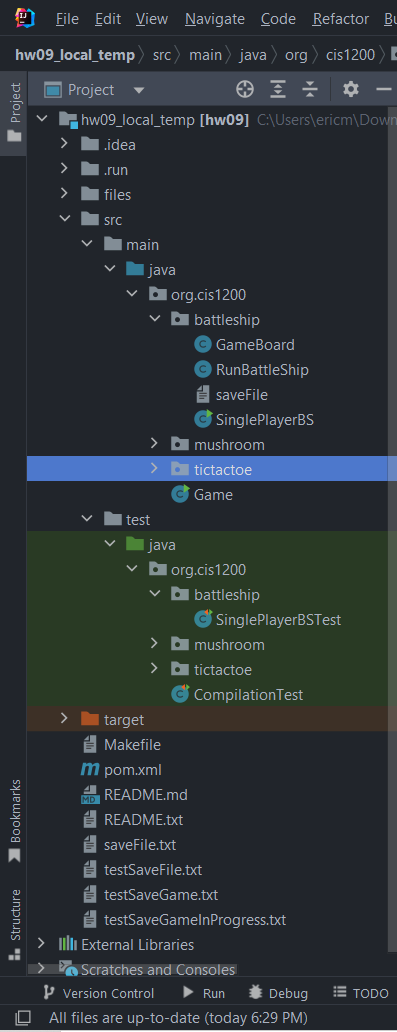 File Edit View Navigate Code Refactor
hw09_local_temp src main java org cis1200
Project
Project
hw09_local_temp [hw09] C:\Users\ericm\Down
.idea
.run
files
src
main
java
org.cis1200
battleship
GameBoard
RunBattleShip
saveFile
SinglePlayerBS
mushroom
tictactoe
Game
test
java
org.cis1200
battleship
SinglePlayerBSTest
mushroom
tictactoe
CompilationTest
target
Makefile
pom.xml
README.md
README.txt
saveFile.txt
testSaveFile.txt
testSaveGame.txt
testSaveGameInProgress.txt
External Libraries
Scratches and Consoles
Bookmarks
Structure
Version Control Run Debug TODO
All files are up-to-date (today 6:29 PM)